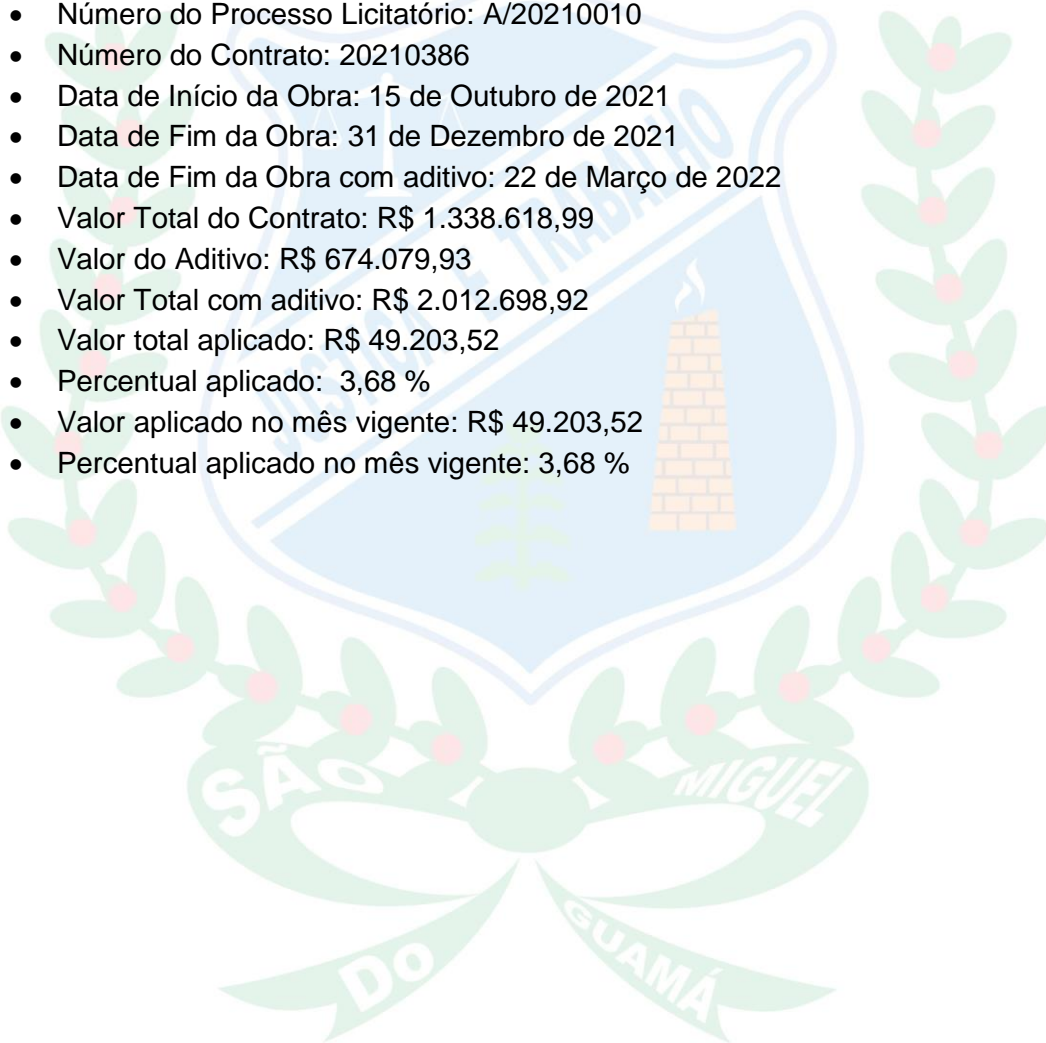 • Número do Processo Licitatório: A/20210010
• Número do Contrato: 20210386
• Data de Início da Obra: 15 de Outubro de 2021
• Data de Fim da Obra: 31 de Dezembro de 2021
• Data de Fim da Obra com aditivo: 22 de Março de 2022
• Valor Total do Contrato: R$ 1.338.618,99
• Valor do Aditivo: R$ 674.079,93
• Valor Total com aditivo: R$ 2.012.698,92
• Valor total aplicado: R$ 49.203,52
• Percentual aplicado: 3,68 %
• Valor aplicado no mês vigente: R$ 49.203,52
• Percentual aplicado no mês vigente: 3,68 %
JUSTIÇA E TRABALHO
SÃO MIGUEL
DO GUAMÁ